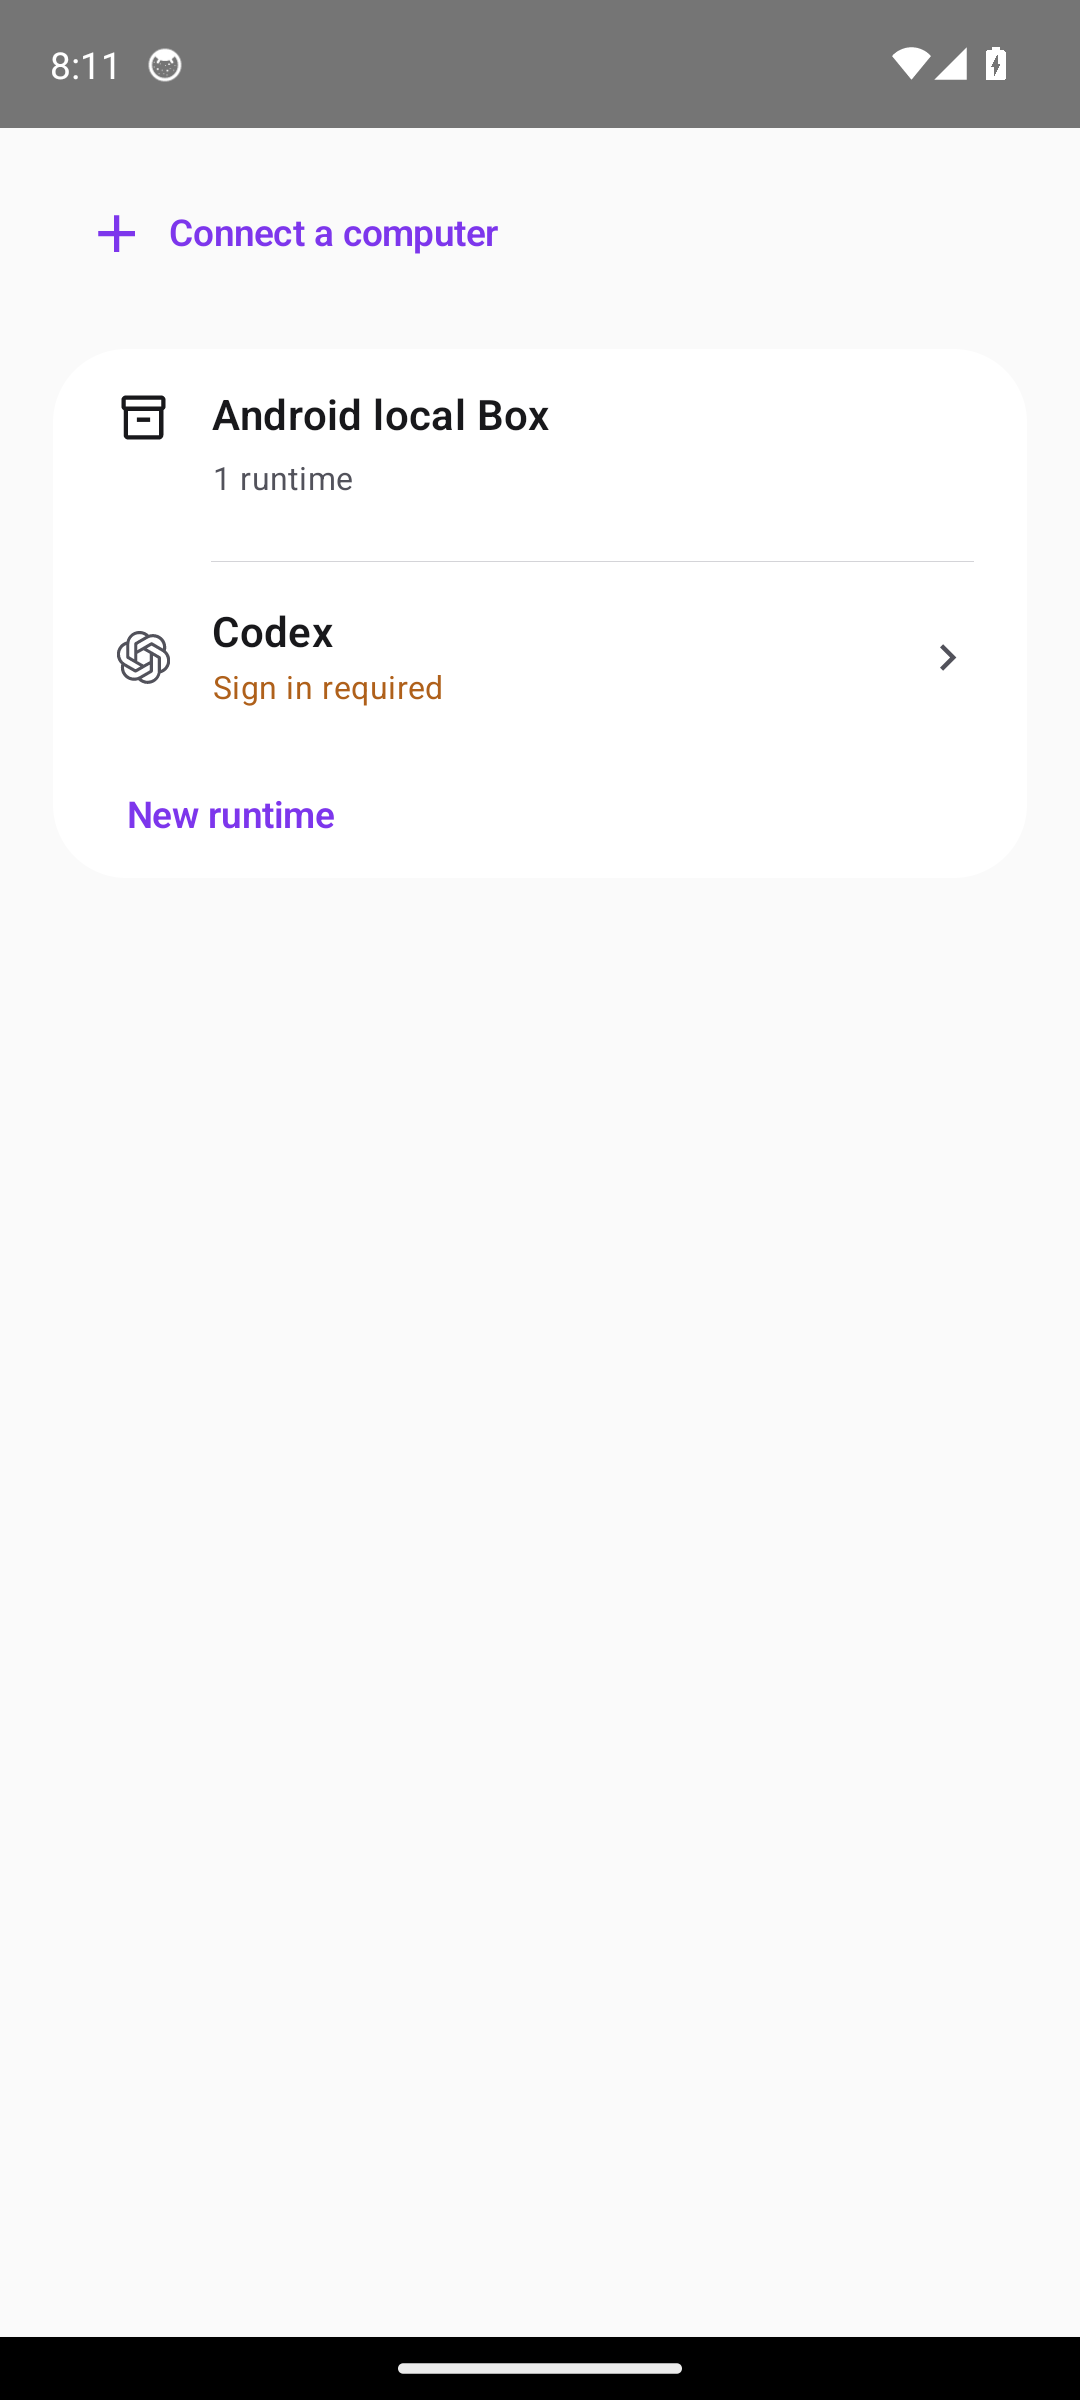 8:11
Connect a computer
Android local Box
1 runtime
Codex
Sign in required
New runtime